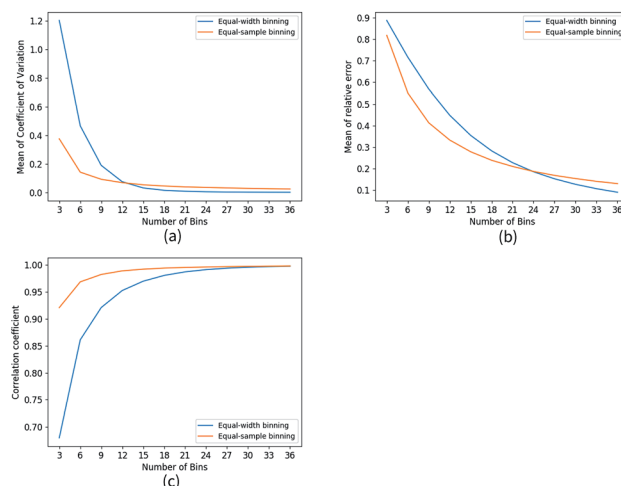 Mean of Coefficient of Variation
1.2
1.0
0.8
0.6
0.4
0.2
0.0
Equal-width binning
Equal-sample binning
3 6 9 12 15 18 21 24 27 30 33 36
Number of Bins
(a)
Mean of relative error
0.9
0.8
0.7
0.6
0.5
0.4
0.3
0.2
0.1
Equal-width binning
Equal-sample binning
3 6 9 12 15 18 21 24 27 30 33 36
Number of Bins
(b)
Correlation coefficient
1.00
0.95
0.90
0.85
0.80
0.75
0.70
Equal-width binning
Equal-sample binning
3 6 9 12 15 18 21 24 27 30 33 36
Number of Bins
(c)